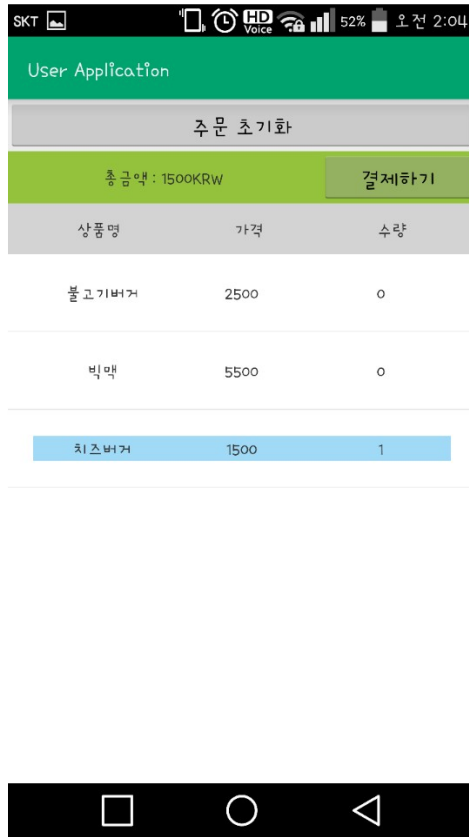 SKT HD Voice 52% 오전 2:04
User Application
주문 초기화
총금액 : 1500KRW 결제하기
상품명 가격 수량
불고기버거 2500 0
빅맥 5500 0
치즈버거 1500 1